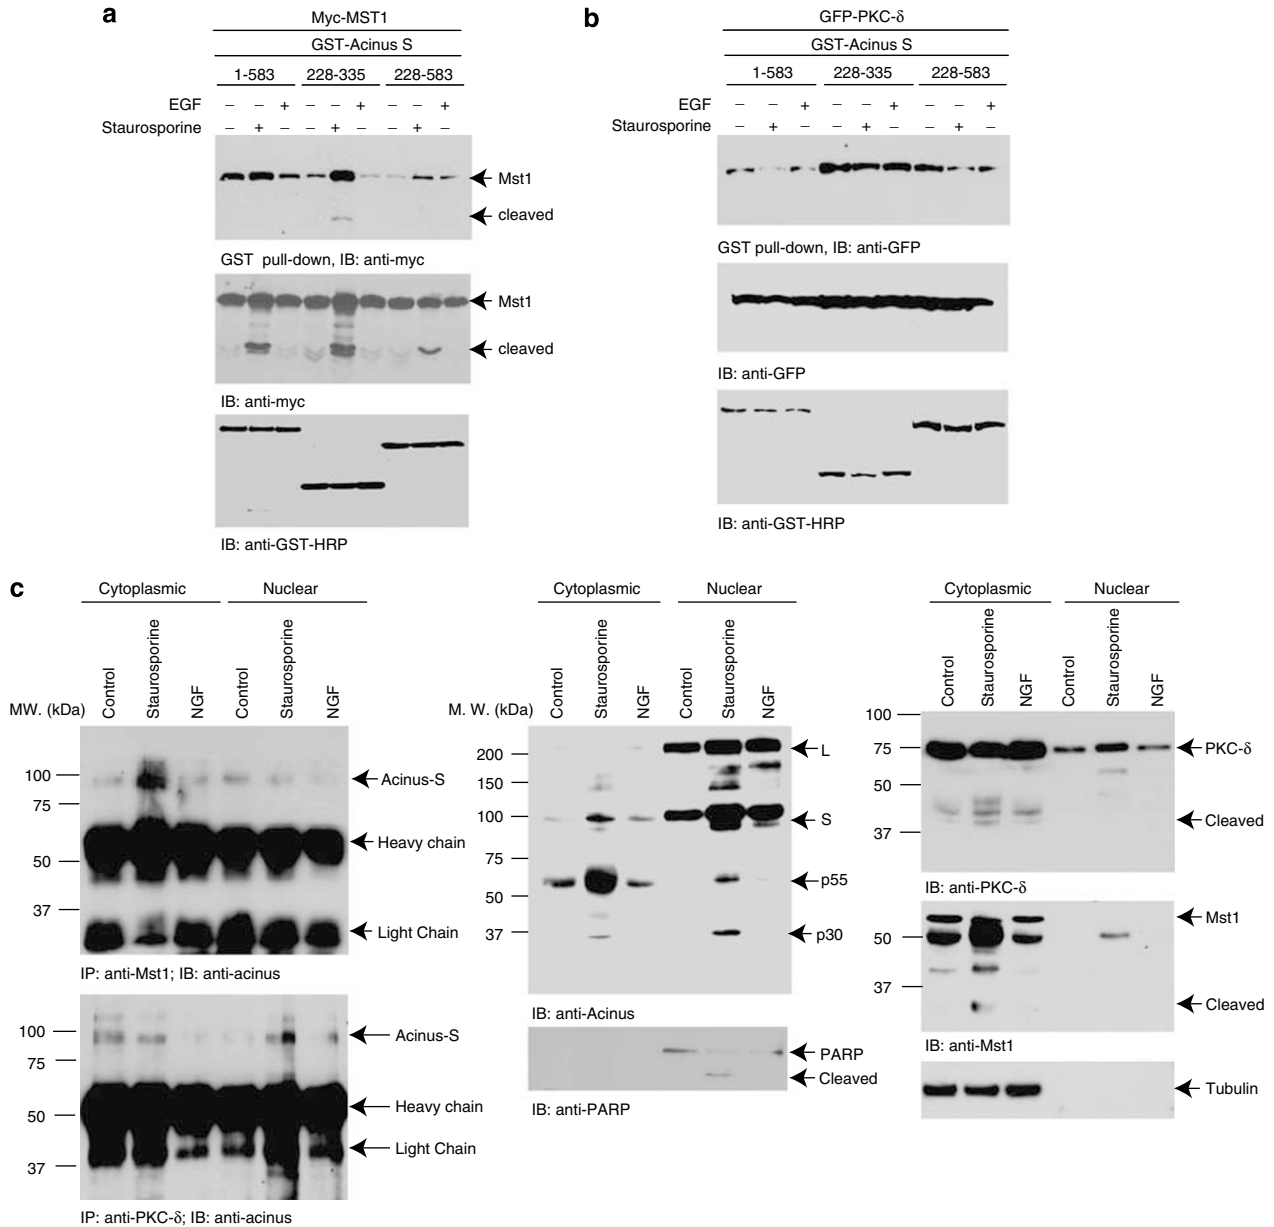 a
Myc-MST1
GST-Acinus S
1-583 228-335 228-583
EGF – – + – – + – – +
Staurosporine – + – – + – – + –
Mst1
cleaved
GST pull-down, IB: anti-myc
Mst1
cleaved
IB: anti-myc
IB: anti-GST-HRP
b
GFP-PKC-δ
GST-Acinus S
1-583 228-335 228-583
EGF – – + – – + – – +
Staurosporine – + – – + – – + –
GST pull-down, IB: anti-GFP
IB: anti-GFP
IB: anti-GST-HRP
c
Cytoplasmic Nuclear
MW. (kDa) Control Staurosporine NGF Control Staurosporine NGF
100
75
50
37
Acinus-S
Heavy chain
Light Chain
IP: anti-Mst1; IB: anti-acinus
100
75
50
37
Acinus-S
Heavy chain
Light Chain
IP: anti-PKC-δ; IB: anti-acinus
Cytoplasmic Nuclear
M. W. (kDa) Control Staurosporine NGF Control Staurosporine NGF
200
150
100
75
50
37
L
S
p55
p30
IB: anti-Acinus
PARP
Cleaved
IB: anti-PARP
Cytoplasmic Nuclear
Control Staurosporine NGF Control Staurosporine NGF
100
75
50
37
PKC-δ
Cleaved
IB: anti-PKC-δ
50
37
Mst1
Cleaved
IB: anti-Mst1
Tubulin